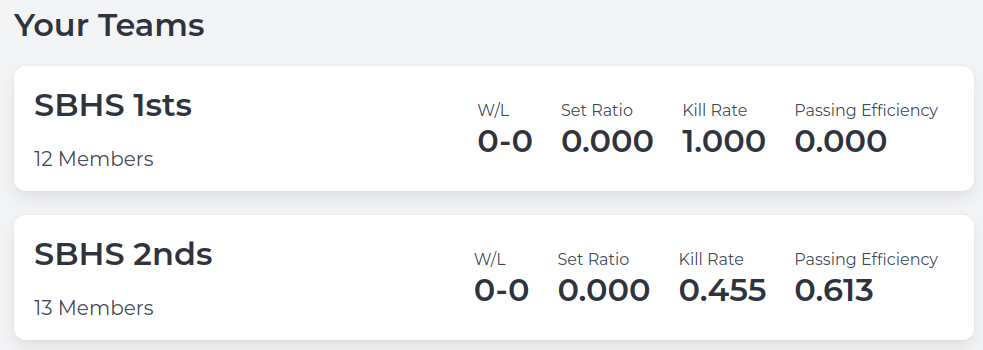 Your Teams
SBHS 1sts
12 Members
W/L Set Ratio Kill Rate Passing Efficiency
0-0 0.000 1.000 0.000
SBHS 2nds
13 Members
W/L Set Ratio Kill Rate Passing Efficiency
0-0 0.000 0.455 0.613